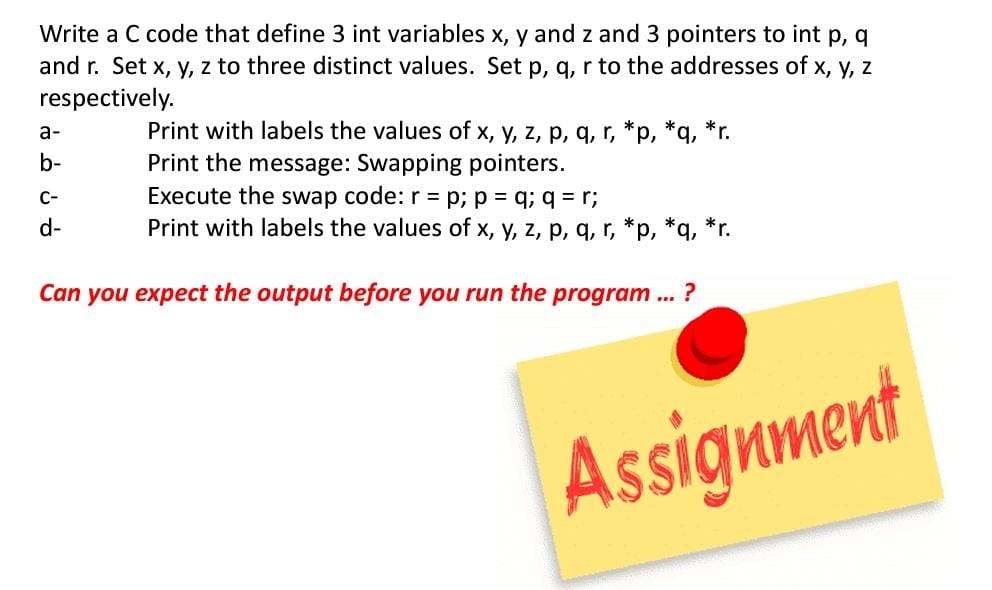 Write a C code that define 3 int variables x, y and z and 3 pointers to int p, q
and r.  Set x, y, z to three distinct values.  Set p, q, r to the addresses of x, y, z
respectively.
a- Print with labels the values of x, y, z, p, q, r, *p, *q, *r.
b- Print the message: Swapping pointers.
c- Execute the swap code: r = p; p = q; q = r;
d- Print with labels the values of x, y, z, p, q, r, *p, *q, *r.
Can you expect the output before you run the program ... ?
Assignment